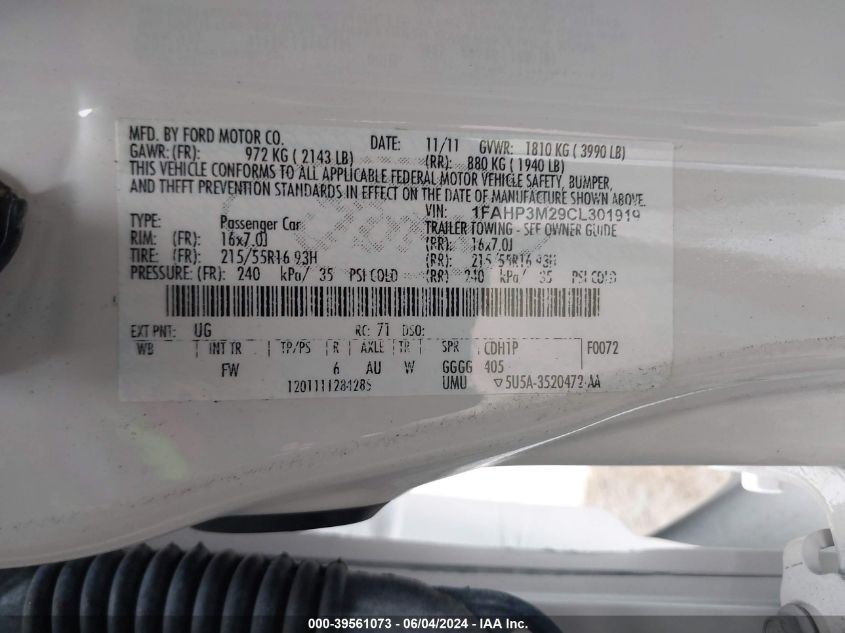 MFD. BY FORD MOTOR CO. DATE: 11/11 GVWR: 1810 KG ( 3990 LB)
GAWR: (FR): 972 KG ( 2143 LB) (RR): 880 KG ( 1940 LB)
THIS VEHICLE CONFORMS TO ALL APPLICABLE FEDERAL MOTOR VEHICLE SAFETY, BUMPER,
AND THEFT PREVENTION STANDARDS IN EFFECT ON THE DATE OF MANUFACTURE SHOWN ABOVE.
VIN: 1FAHP3M29CL301919
TYPE: Passenger Car TRAILER TOWING - SEE OWNER GUIDE
RIM: (FR): 16x7.0J (RR): 16x7.0J
TIRE: (FR): 215/55R16 93H (RR): 215/55R16 93H
PRESSURE: (FR): 240 kPa/ 35 PSI COLD (RR): 240 kPa/ 35 PSI COLD
EXT PNT: UG RC: 71 DSO:
WB INT TR TP/PS R AXLE TR SPR CDH1P F0072
FW 6 AU W GGGG 405
UMU 5U5A-3520472-AA
000-39561073 - 06/04/2024 - IAA Inc.